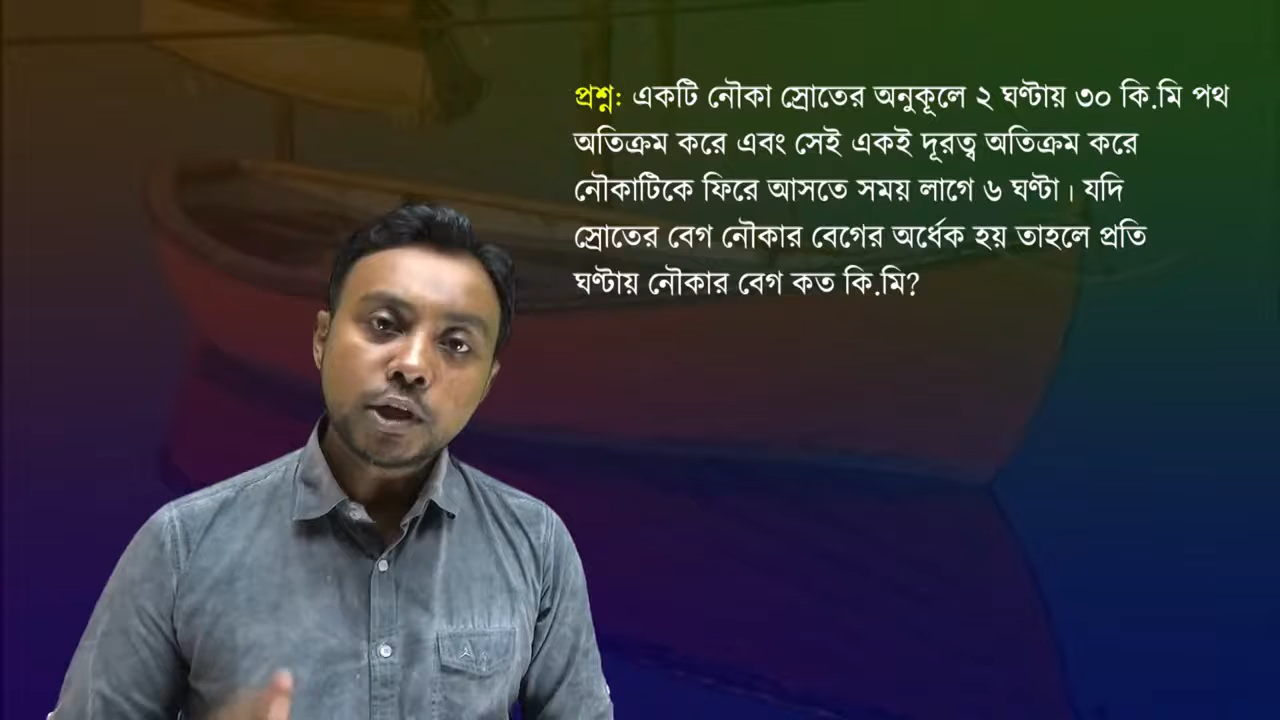 প্রশ্ন: একটি নৌকা স্রোতের অনুকূলে ২ ঘণ্টায় ৩০ কি.মি পথ
অতিক্রম করে এবং সেই একই দূরত্ব অতিক্রম করে
নৌকাটিকে ফিরে আসতে সময় লাগে ৬ ঘণ্টা। যদি
স্রোতের বেগ নৌকার বেগের অর্ধেক হয় তাহলে প্রতি
ঘণ্টায় নৌকার বেগ কত কি.মি?